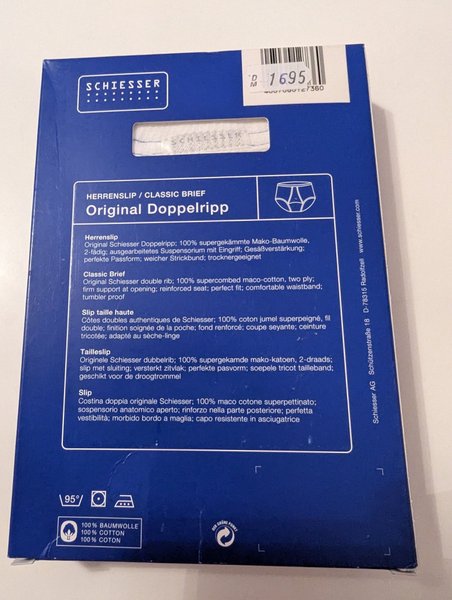 SCHIESSER
DM 1695
4007066127360
SCHIESSER
HERRENSLIP / CLASSIC BRIEF
Original Doppelripp
Herrenslip
Original Schiesser Doppelripp; 100% supergekämmte Mako-Baumwolle,
2-fädig; ausgearbeitetes Suspensorium mit Eingriff; Gesäßverstärkung;
perfekte Passform; weicher Strickbund; trocknergeeignet
Classic Brief
Original Schiesser double rib; 100% supercombed maco-cotton, two ply;
firm support at opening; reinforced seat; perfect fit; comfortable waistband;
tumbler proof
Slip taille haute
Côtes doubles authentiques de Schiesser; 100% coton jumel superpeigné, fil
double; finition soignée de la poche; fond renforcé; coupe seyante; ceinture
tricotée; adapté au sèche-linge
Tailleslip
Originele Schiesser dubbelrib; 100% supergekamde mako-katoen, 2-draads;
slip met sluiting; versterkt zitvlak; perfekte pasvorm; soepele tricot tailleband;
geschikt voor de droogtrommel
Slip
Costina doppia originale Schiesser; 100% maco cotone superpettinato;
sospensorio anatomico aperto; rinforzo nella parte posteriore; perfetta
vestibilità; morbido bordo a maglia; capo resistente in asciugatrice
Schiesser AG Schützenstraße 18 D-78315 Radolfzell www.schiesser.com
95°
100% BAUMWOLLE
100% COTTON
100% COTON
DER GRÜNE PUNKT